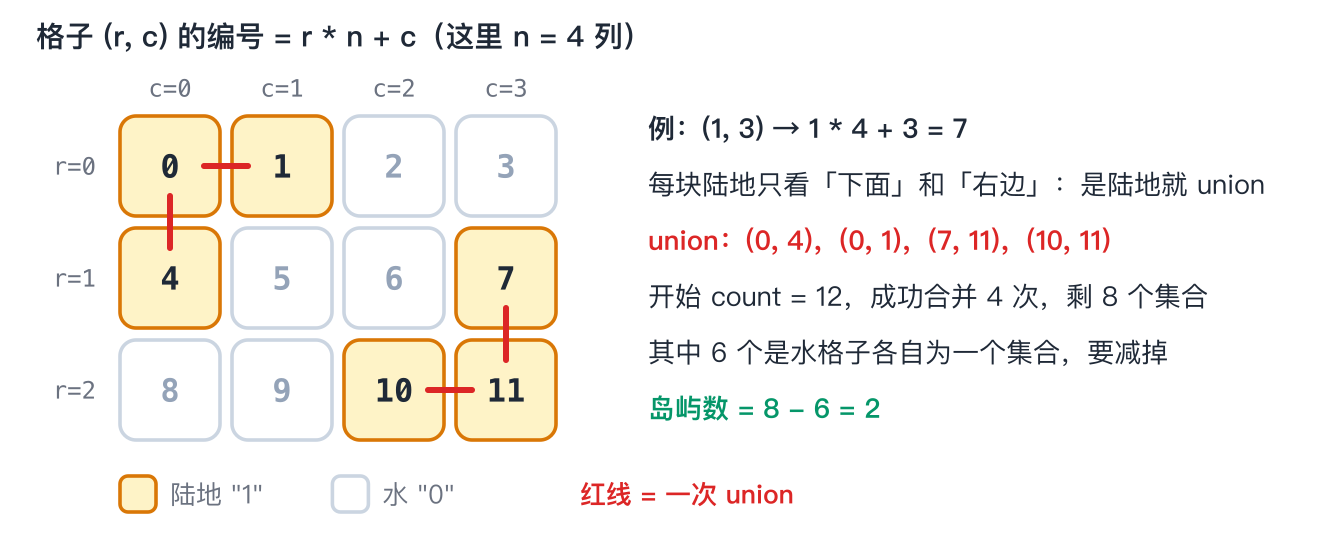 格子 (r, c) 的编号 = r * n + c（这里 n = 4 列）
c=0 c=1 c=2 c=3
r=0 0 1 2 3
r=1 4 5 6 7
r=2 8 9 10 11
例：(1, 3) → 1 * 4 + 3 = 7
每块陆地只看「下面」和「右边」：是陆地就 union
union：(0, 4)，(0, 1)，(7, 11)，(10, 11)
开始 count = 12，成功合并 4 次，剩 8 个集合
其中 6 个是水格子各自为一个集合，要减掉
岛屿数 = 8 − 6 = 2
陆地 "1" 水 "0" 红线 = 一次 union